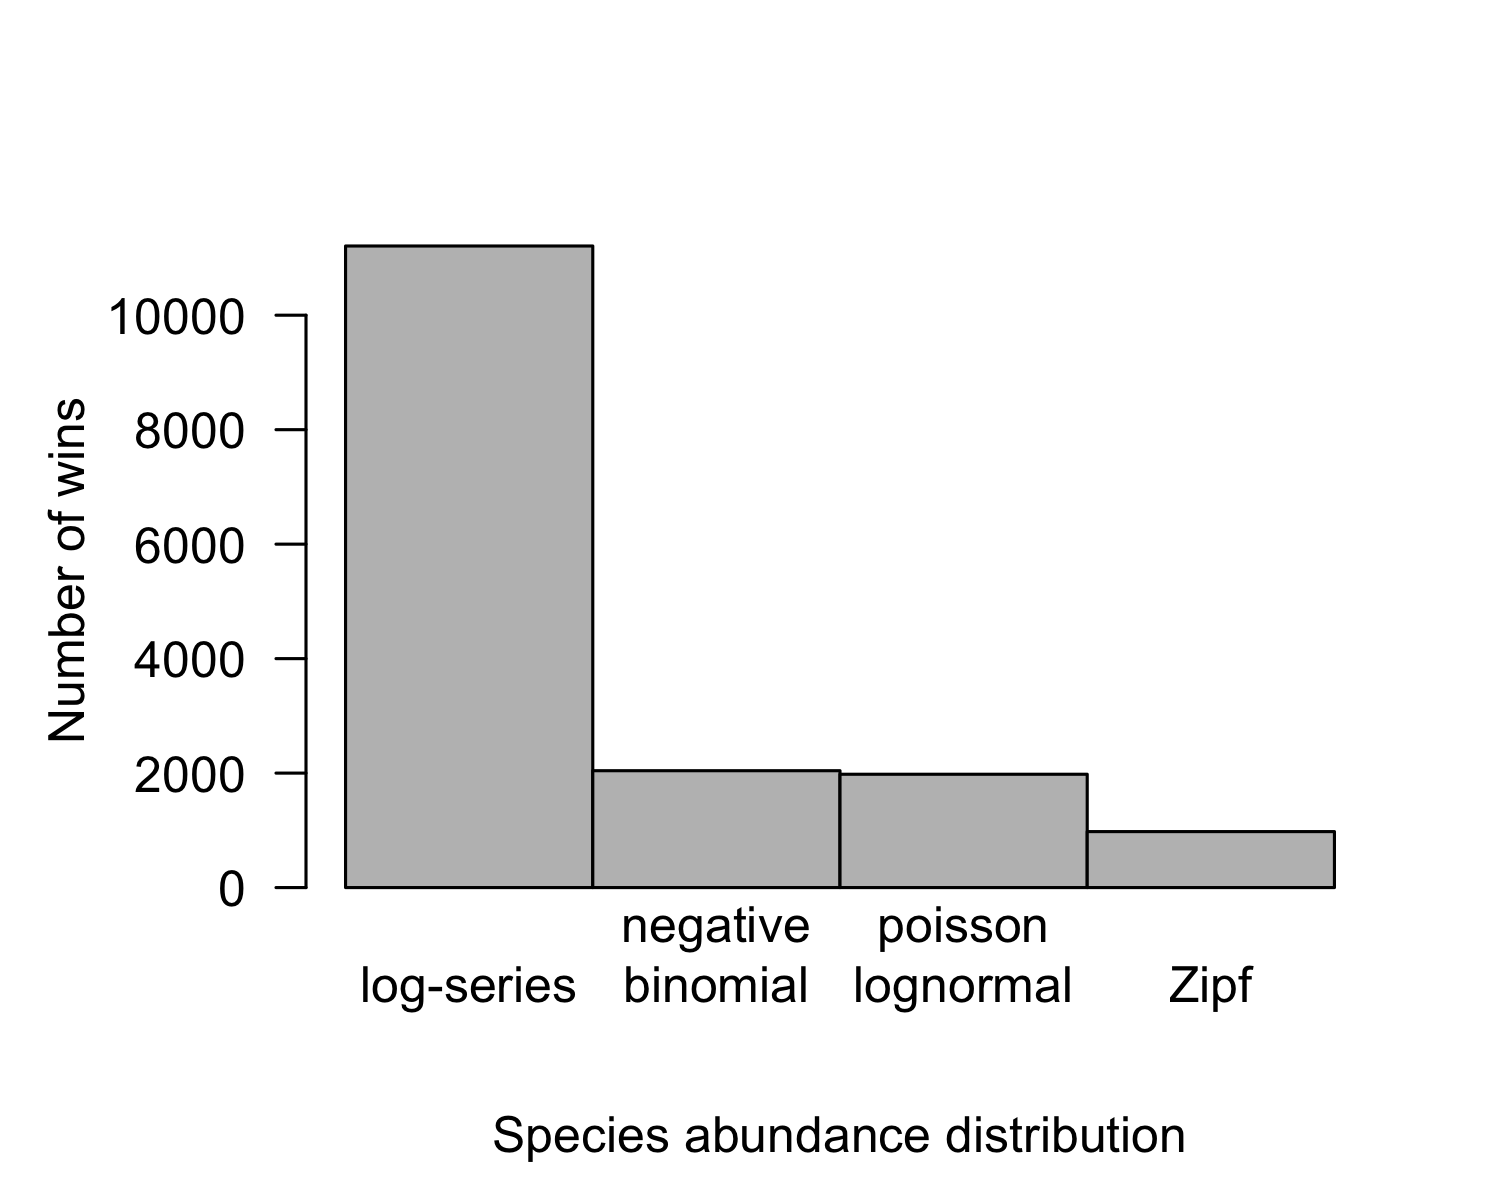 10000
8000
6000
4000
2000
0
Number of wins
negative
binomial
poisson
lognormal
log-series
Zipf
Species abundance distribution